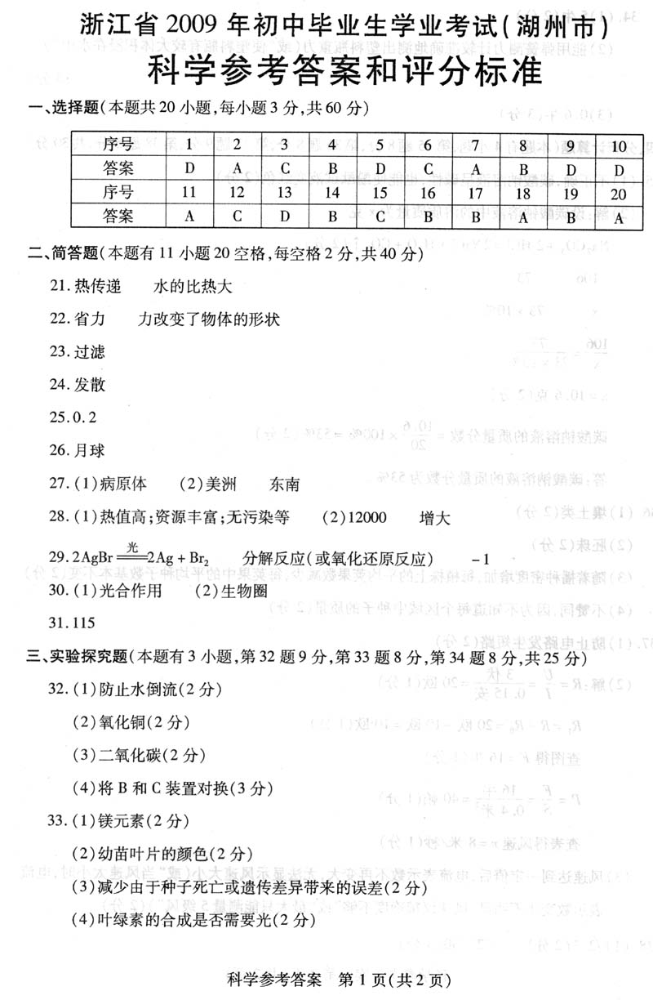 浙江省2009年初中毕业生学业考试(湖州市)
科学参考答案和评分标准
一、选择题(本题共20小题,每小题3分,共60分)
序号 1 2 3 4 5 6 7 8 9 10
答案 D A C B D C A B D D
序号 11 12 13 14 15 16 17 18 19 20
答案 A C D B C B B A B A
二、简答题(本题有11小题20空格,每空格2分,共40分)
21.热传递 水的比热大
22.省力 力改变了物体的形状
23.过滤
24.发散
25.0.2
26.月球
27.(1)病原体 (2)美洲 东南
28.(1)热值高;资源丰富;无污染等 (2)12000 增大
29.2AgBr 光 ══ 2Ag+Br₂ 分解反应(或氧化还原反应) -1
30.(1)光合作用 (2)生物圈
31.115
三、实验探究题(本题有3小题,第32题9分,第33题8分,第34题8分,共25分)
32.(1)防止水倒流(2分)
(2)氧化铜(2分)
(3)二氧化碳(2分)
(4)将B和C装置对换(3分)
33.(1)镁元素(2分)
(2)幼苗叶片的颜色(2分)
(3)减少由于种子死亡或遗传差异带来的误差(2分)
(4)叶绿素的合成是否需要光(2分)
科学参考答案 第1页(共2页)